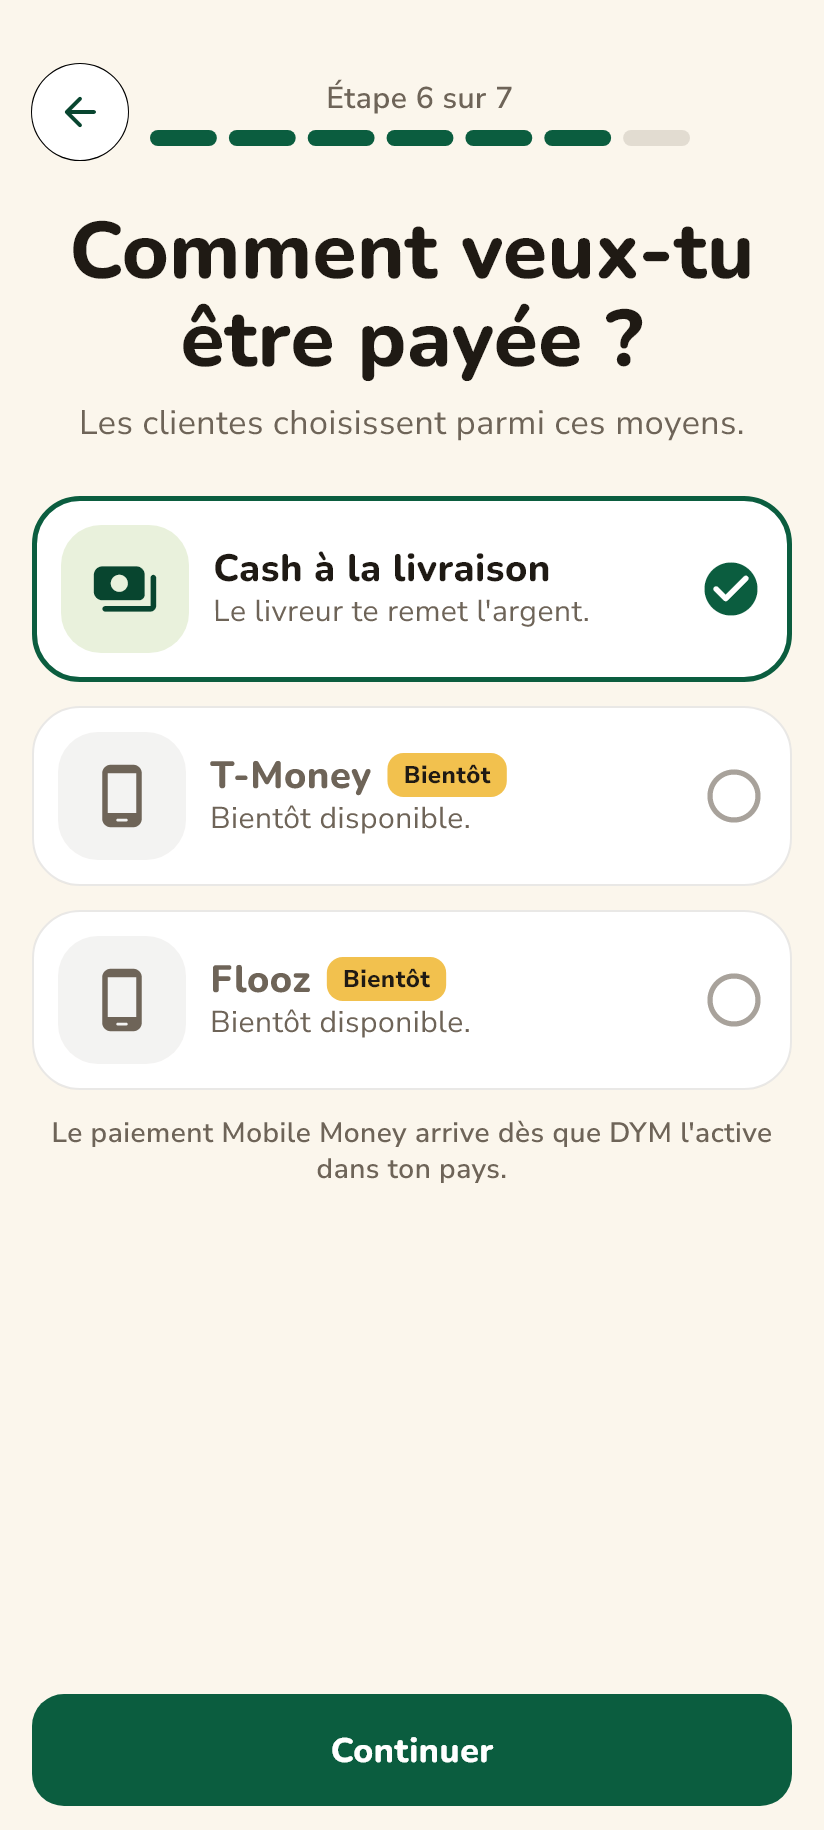 Étape 6 sur 7
Comment veux-tu
être payée ?
Les clientes choisissent parmi ces moyens.
Cash à la livraison
Le livreur te remet l'argent.
T-Money Bientôt
Bientôt disponible.
Flooz Bientôt
Bientôt disponible.
Le paiement Mobile Money arrive dès que DYM l'active
dans ton pays.
Continuer